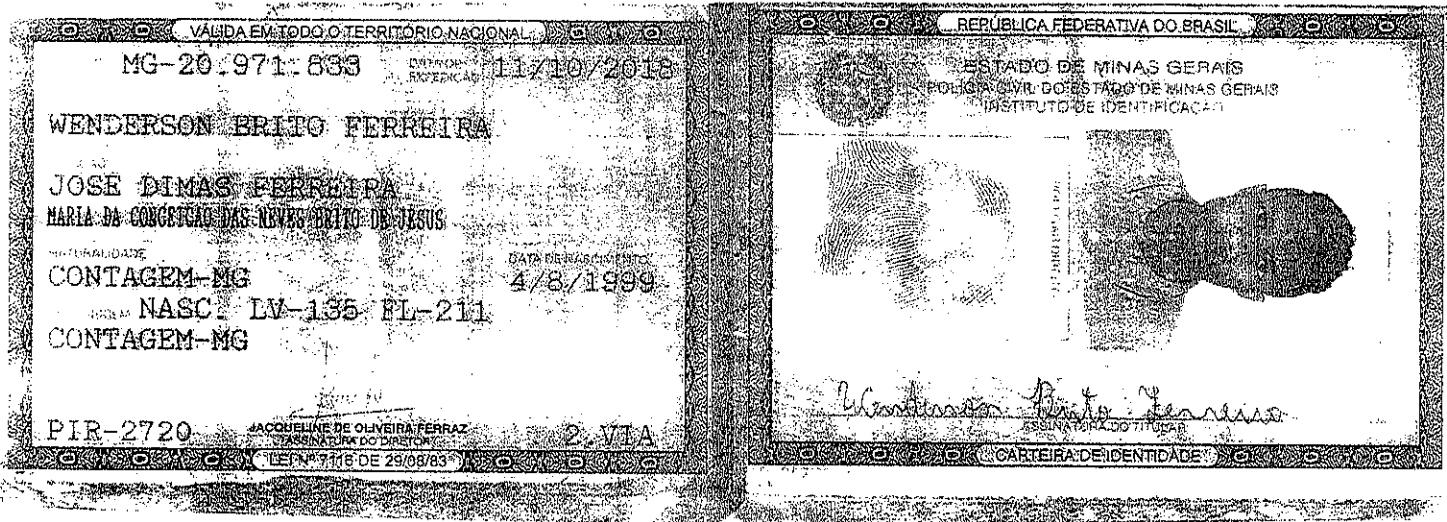 VÁLIDA EM TODO O TERRITÓRIO NACIONAL
MG-20.971.833 DATA DE EXPEDIÇÃO 11/10/2018
WENDERSON BRITO FERREIRA
JOSE DIMAS FERREIRA
MARIA DA CONCEICAO DAS NEVES BRITO DE JESUS
NATURALIDADE DATA DE NASCIMENTO
CONTAGEM-MG 4/8/1999
NASC. LV-135 FL-211
CONTAGEM-MG
PIR-2720 JACQUELINE DE OLIVEIRA FERRAZ 2.VIA
ASSINATURA DO DIRETOR
LEI Nº 7116 DE 29/08/83
REPÚBLICA FEDERATIVA DO BRASIL
ESTADO DE MINAS GERAIS
POLÍCIA CIVIL DO ESTADO DE MINAS GERAIS
INSTITUTO DE IDENTIFICAÇÃO
Wenderson Brito Ferreira
ASSINATURA DO TITULAR
CARTEIRA DE IDENTIDADE